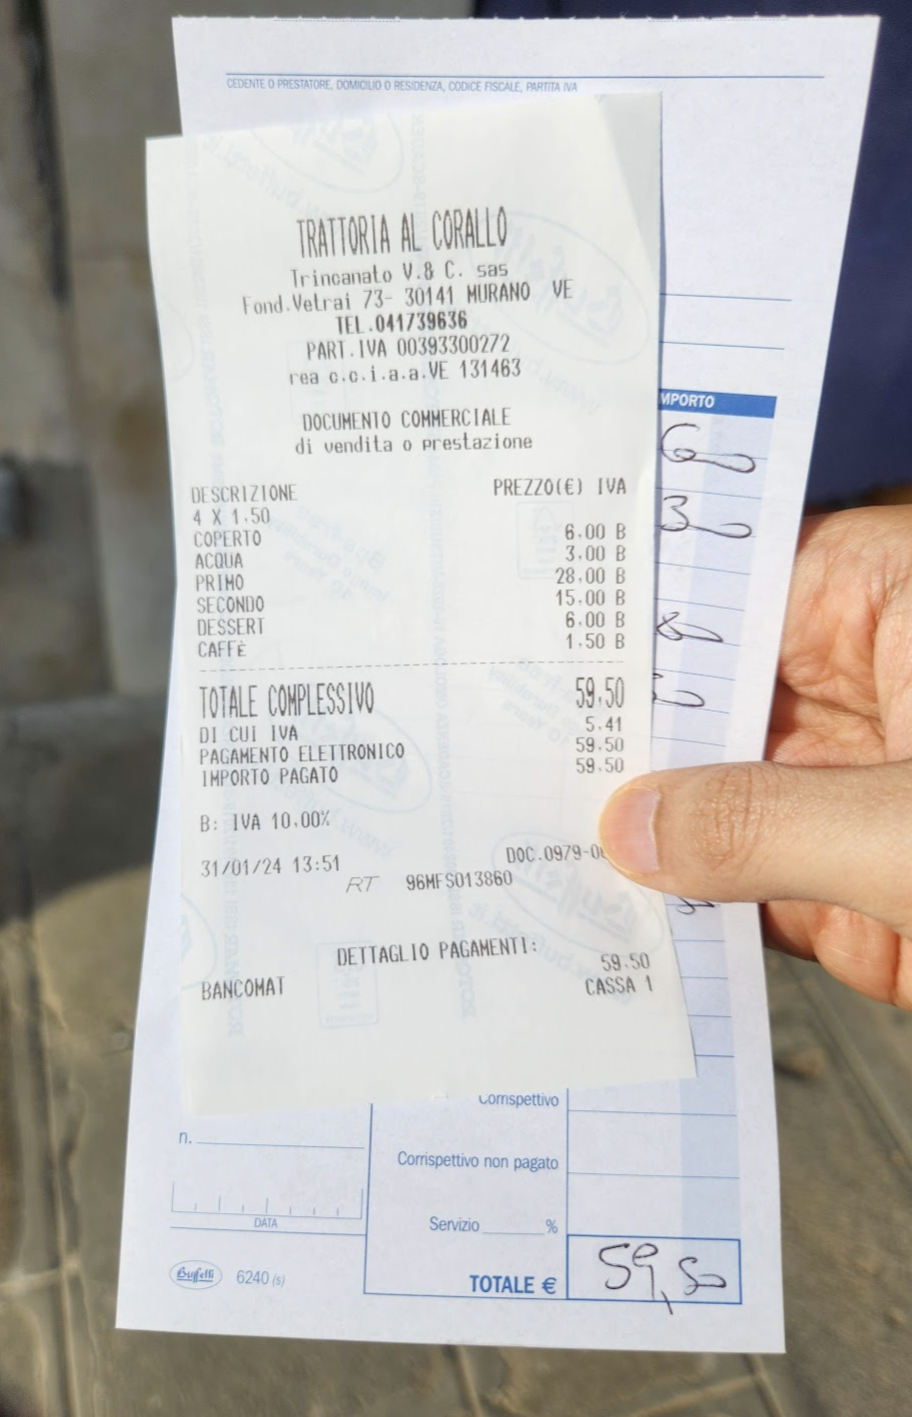 CEDENTE O PRESTATORE, DOMICILIO O RESIDENZA, CODICE FISCALE, PARTITA IVA
TRATTORIA AL CORALLO
Trincanato V.& C. sas
Fond.Vetrai 73- 30141 MURANO VE
TEL.041739636
PART.IVA 00393300272
rea c.c.i.a.a.VE 131463
DOCUMENTO COMMERCIALE
di vendita o prestazione
DESCRIZIONE PREZZO(€) IVA
4 X 1.50
COPERTO 6.00 B
ACQUA 3.00 B
PRIMO 28.00 B
SECONDO 15.00 B
DESSERT 6.00 B
CAFFÈ 1.50 B
TOTALE COMPLESSIVO 59.50
DI CUI IVA 5.41
PAGAMENTO ELETTRONICO 59.50
IMPORTO PAGATO 59.50
B: IVA 10.00%
31/01/24 13:51 DOC.0979-
RT 96MFS013860
DETTAGLIO PAGAMENTI:
BANCOMAT 59.50
CASSA 1
MPORTO
6
3
Corrispettivo
n.
Corrispettivo non pagato
DATA
Servizio %
Buffetti 6240 (s)
TOTALE € 59,50